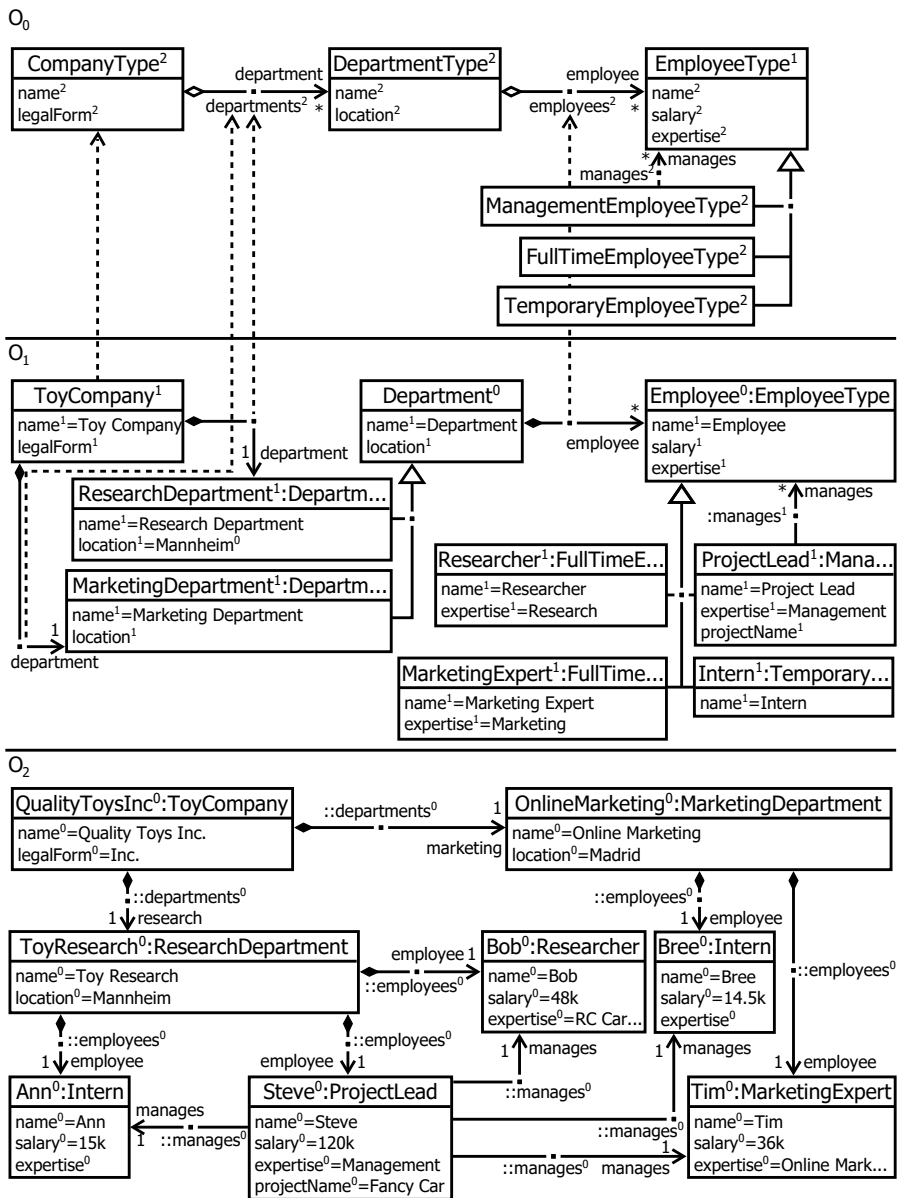 O₀
CompanyType²
name²
legalForm²
department
departments²
*
DepartmentType²
name²
location²
employee
employees²
*
EmployeeType¹
name²
salary²
expertise²
* manages
manages²
ManagementEmployeeType²
FullTimeEmployeeType²
TemporaryEmployeeType²
O₁
ToyCompany¹
name¹=Toy Company
legalForm¹
1 department
Department⁰
name¹=Department
location¹
*
employee
Employee⁰:EmployeeType
name¹=Employee
salary¹
expertise¹
* manages
:manages¹
ResearchDepartment¹:Departm...
name¹=Research Department
location¹=Mannheim⁰
MarketingDepartment¹:Departm...
name¹=Marketing Department
location¹
1
department
Researcher¹:FullTimeE...
name¹=Researcher
expertise¹=Research
ProjectLead¹:Mana...
name¹=Project Lead
expertise¹=Management
projectName¹
MarketingExpert¹:FullTime...
name¹=Marketing Expert
expertise¹=Marketing
Intern¹:Temporary...
name¹=Intern
O₂
QualityToysInc⁰:ToyCompany
name⁰=Quality Toys Inc.
legalForm⁰=Inc.
::departments⁰
1
marketing
OnlineMarketing⁰:MarketingDepartment
name⁰=Online Marketing
location⁰=Madrid
::departments⁰
1 research
::employees⁰
1 employee
::employees⁰
1 employee
ToyResearch⁰:ResearchDepartment
name⁰=Toy Research
location⁰=Mannheim
employee 1
::employees⁰
Bob⁰:Researcher
name⁰=Bob
salary⁰=48k
expertise⁰=RC Car...
Bree⁰:Intern
name⁰=Bree
salary⁰=14.5k
expertise⁰
::employees⁰
1 employee
::employees⁰
employee 1
1 manages
::manages⁰
1 manages
::manages⁰
Ann⁰:Intern
name⁰=Ann
salary⁰=15k
expertise⁰
manages
1
::manages⁰
Steve⁰:ProjectLead
name⁰=Steve
salary⁰=120k
expertise⁰=Management
projectName⁰=Fancy Car
1
::manages⁰ manages
Tim⁰:MarketingExpert
name⁰=Tim
salary⁰=36k
expertise⁰=Online Mark...